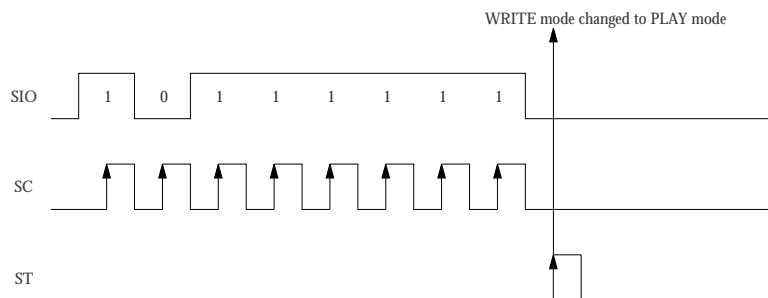 WRITE mode changed to PLAY mode
SIO 1 0 1 1 1 1 1 1
SC
ST